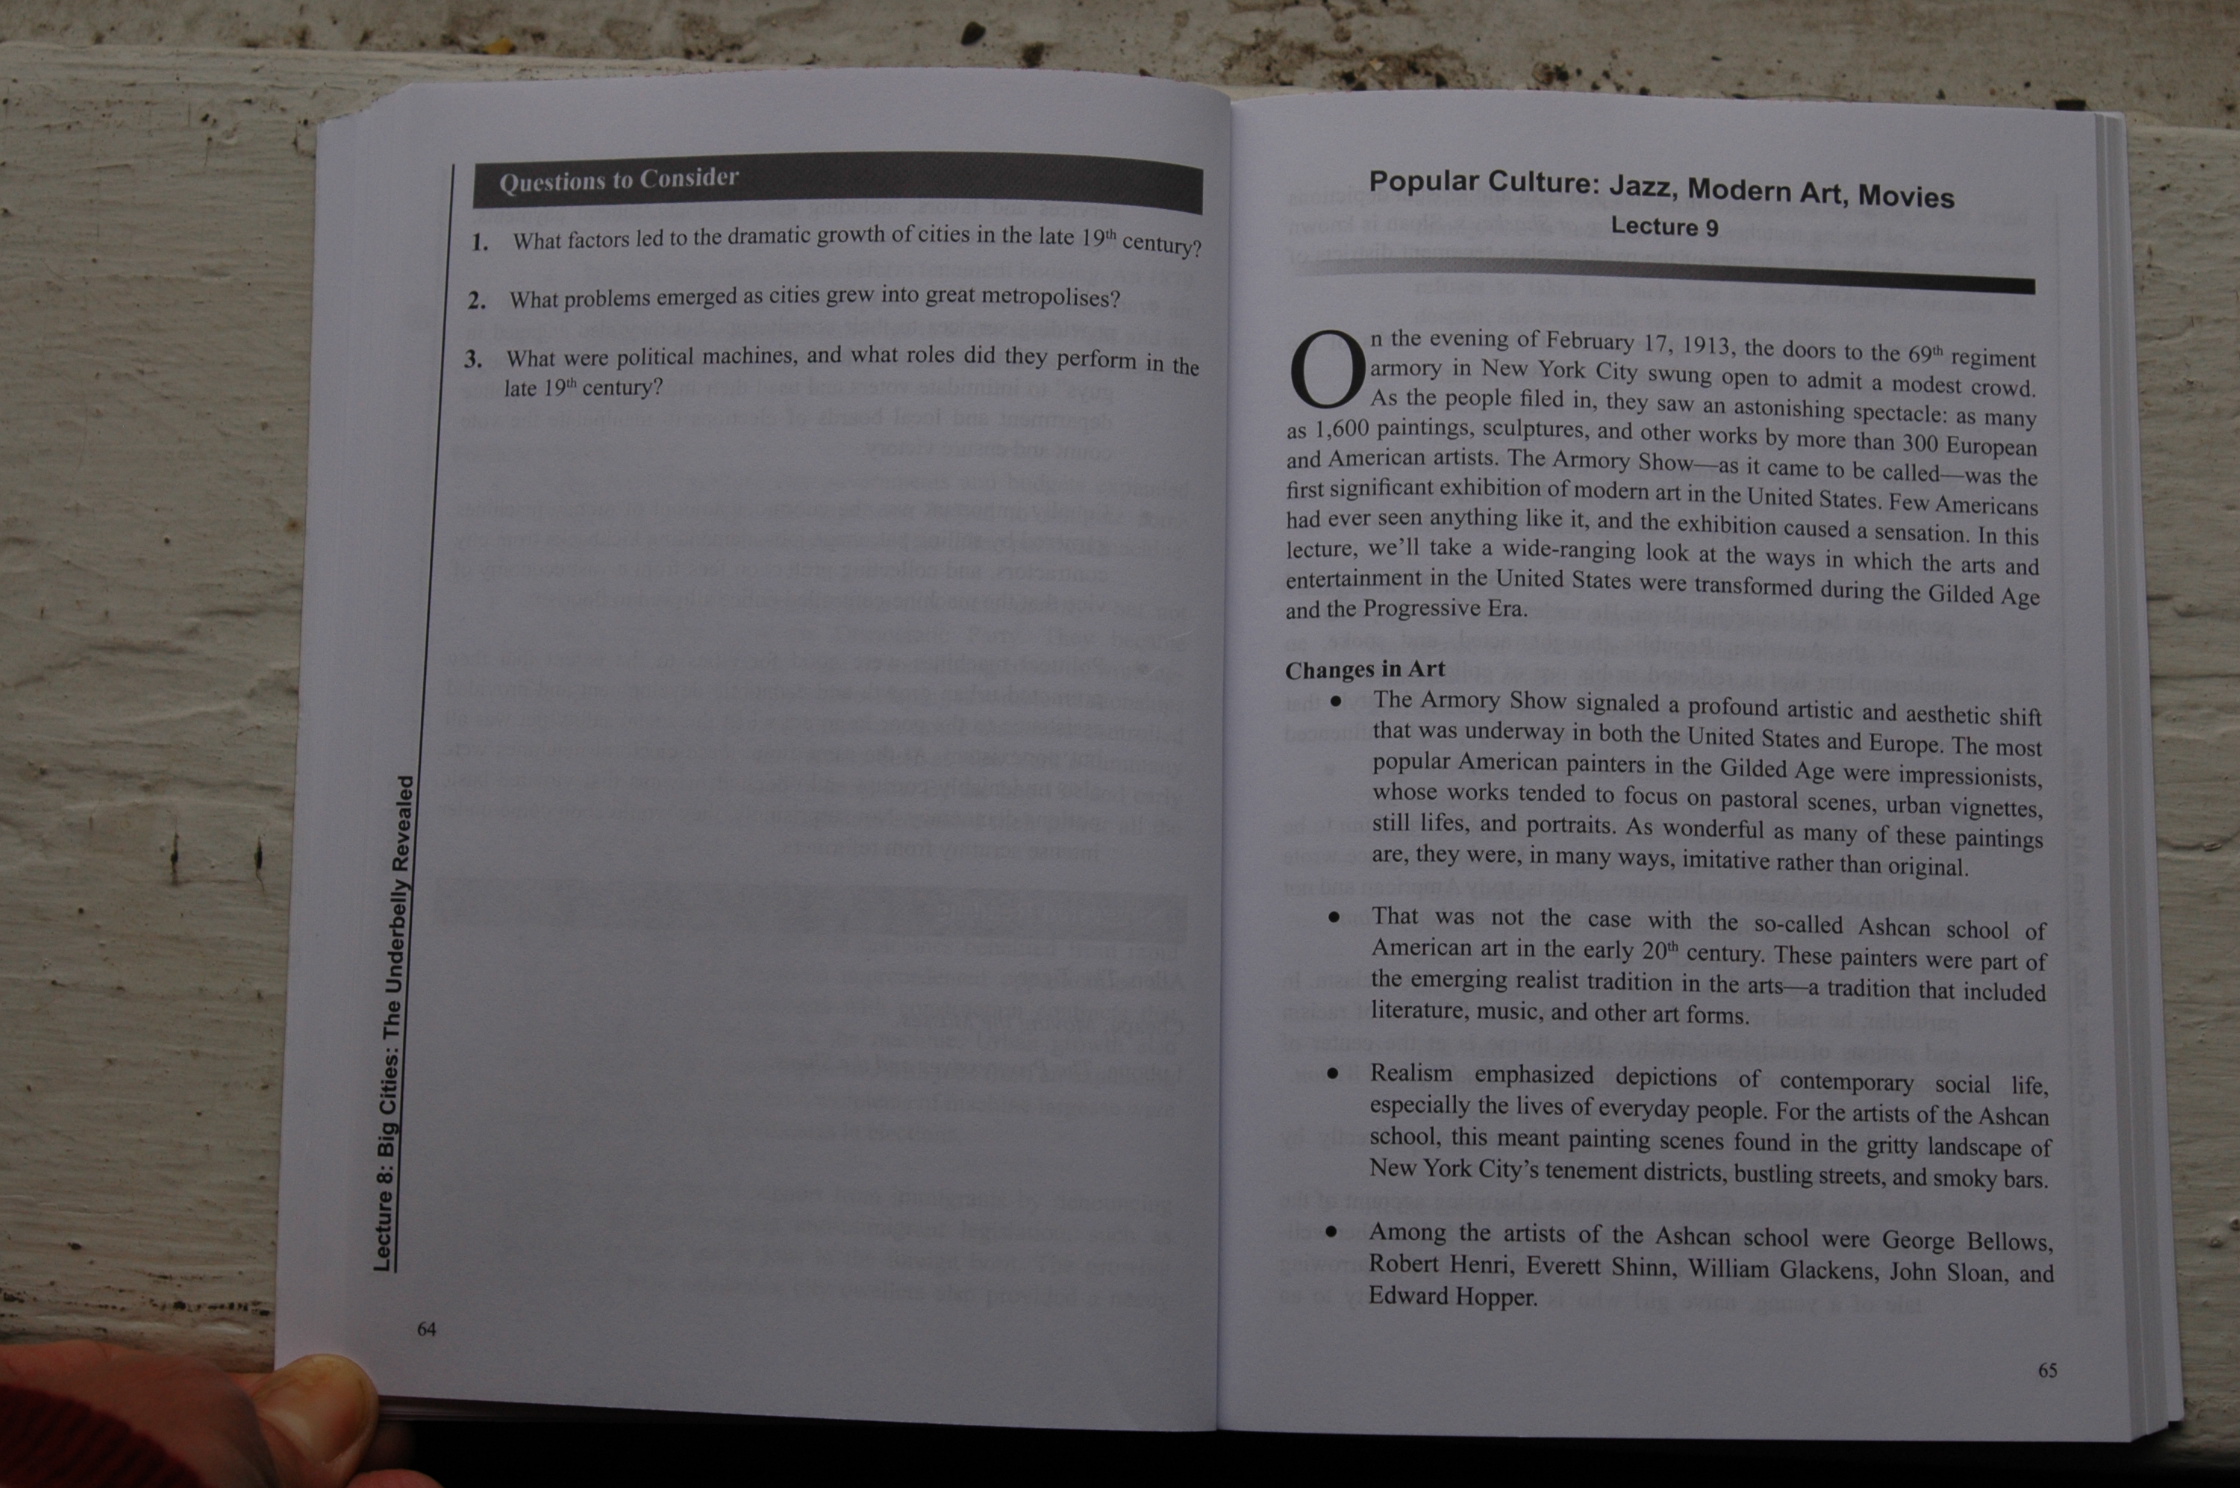 Questions to Consider
1. What factors led to the dramatic growth of cities in the late 19th century?
2. What problems emerged as cities grew into great metropolises?
3. What were political machines, and what roles did they perform in the
late 19th century?
Lecture 8: Big Cities: The Underbelly Revealed
64
Popular Culture: Jazz, Modern Art, Movies
Lecture 9
On the evening of February 17, 1913, the doors to the 69th regiment
armory in New York City swung open to admit a modest crowd.
As the people filed in, they saw an astonishing spectacle: as many
as 1,600 paintings, sculptures, and other works by more than 300 European
and American artists. The Armory Show—as it came to be called—was the
first significant exhibition of modern art in the United States. Few Americans
had ever seen anything like it, and the exhibition caused a sensation. In this
lecture, we'll take a wide-ranging look at the ways in which the arts and
entertainment in the United States were transformed during the Gilded Age
and the Progressive Era.
Changes in Art
• The Armory Show signaled a profound artistic and aesthetic shift
that was underway in both the United States and Europe. The most
popular American painters in the Gilded Age were impressionists,
whose works tended to focus on pastoral scenes, urban vignettes,
still lifes, and portraits. As wonderful as many of these paintings
are, they were, in many ways, imitative rather than original.
• That was not the case with the so-called Ashcan school of
American art in the early 20th century. These painters were part of
the emerging realist tradition in the arts—a tradition that included
literature, music, and other art forms.
• Realism emphasized depictions of contemporary social life,
especially the lives of everyday people. For the artists of the Ashcan
school, this meant painting scenes found in the gritty landscape of
New York City's tenement districts, bustling streets, and smoky bars.
• Among the artists of the Ashcan school were George Bellows,
Robert Henri, Everett Shinn, William Glackens, John Sloan, and
Edward Hopper.
65